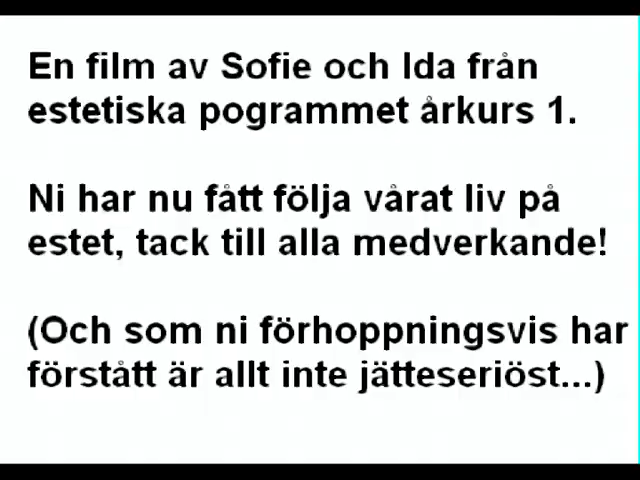 En film av Sofie och Ida från
estetiska pogrammet årkurs 1.
Ni har nu fått följa vårat liv på
estet, tack till alla medverkande!
(Och som ni förhoppningsvis har
förstått är allt inte jätteseriöst...)